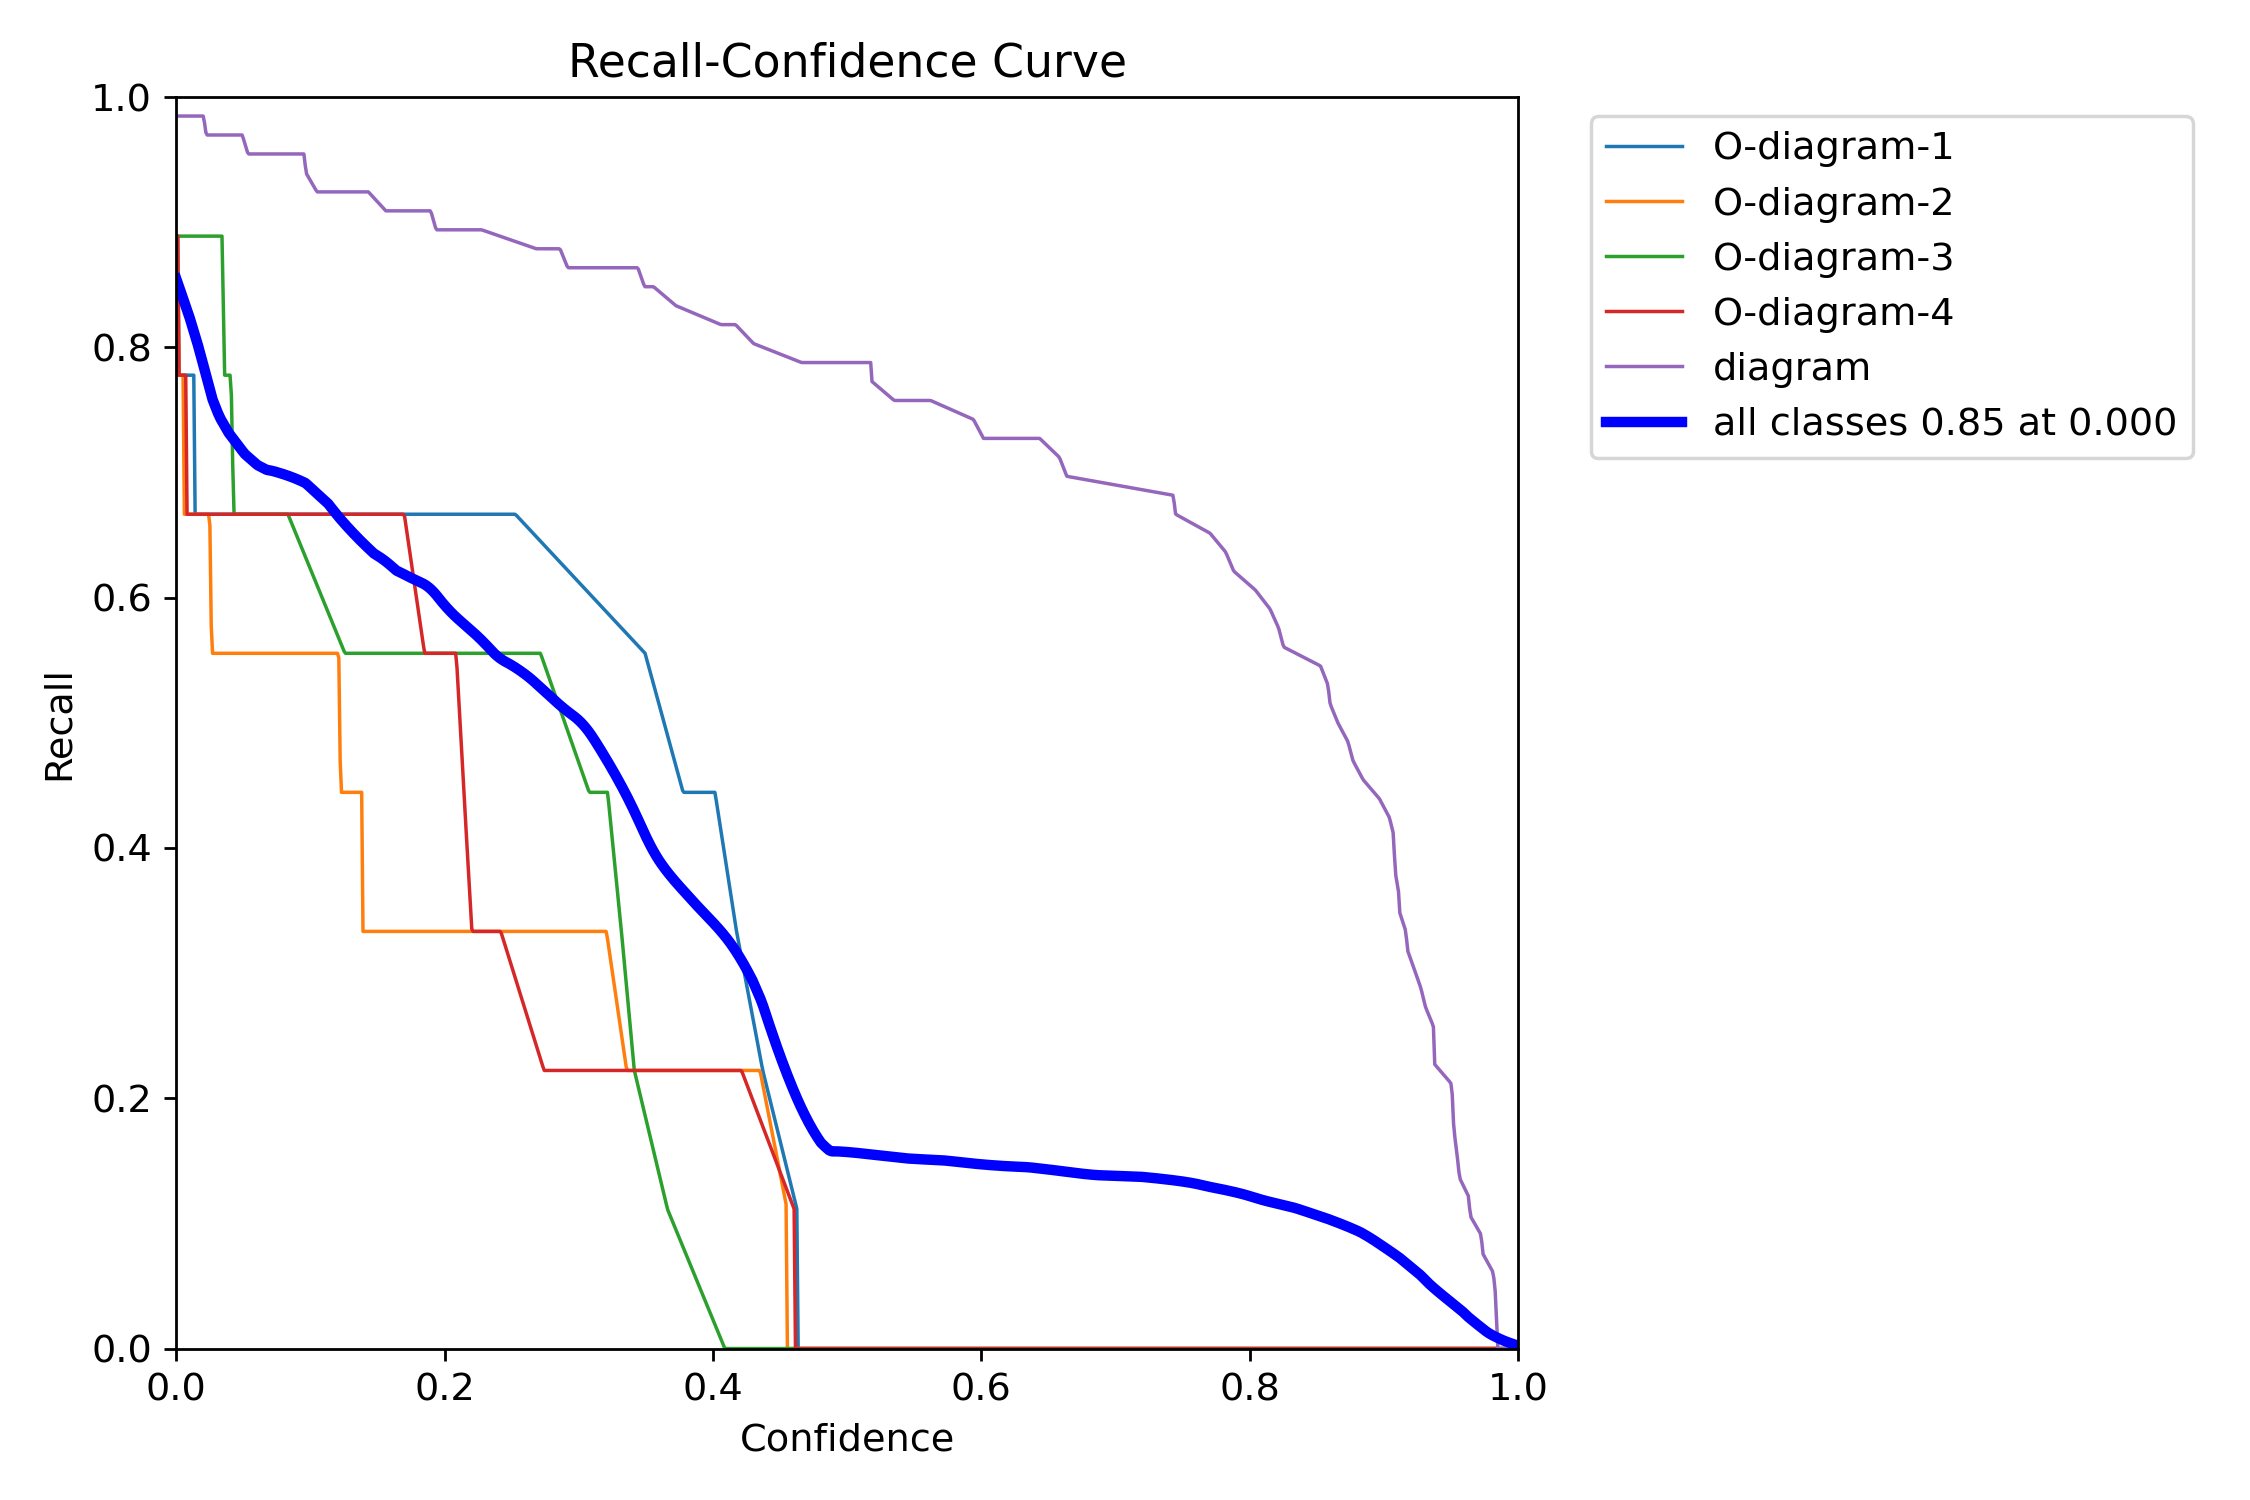 Recall-Confidence Curve
1.0
0.8
0.6
0.4
0.2
0.0
Recall
0.0 0.2 0.4 0.6 0.8 1.0
Confidence
O-diagram-1
O-diagram-2
O-diagram-3
O-diagram-4
diagram
all classes 0.85 at 0.000